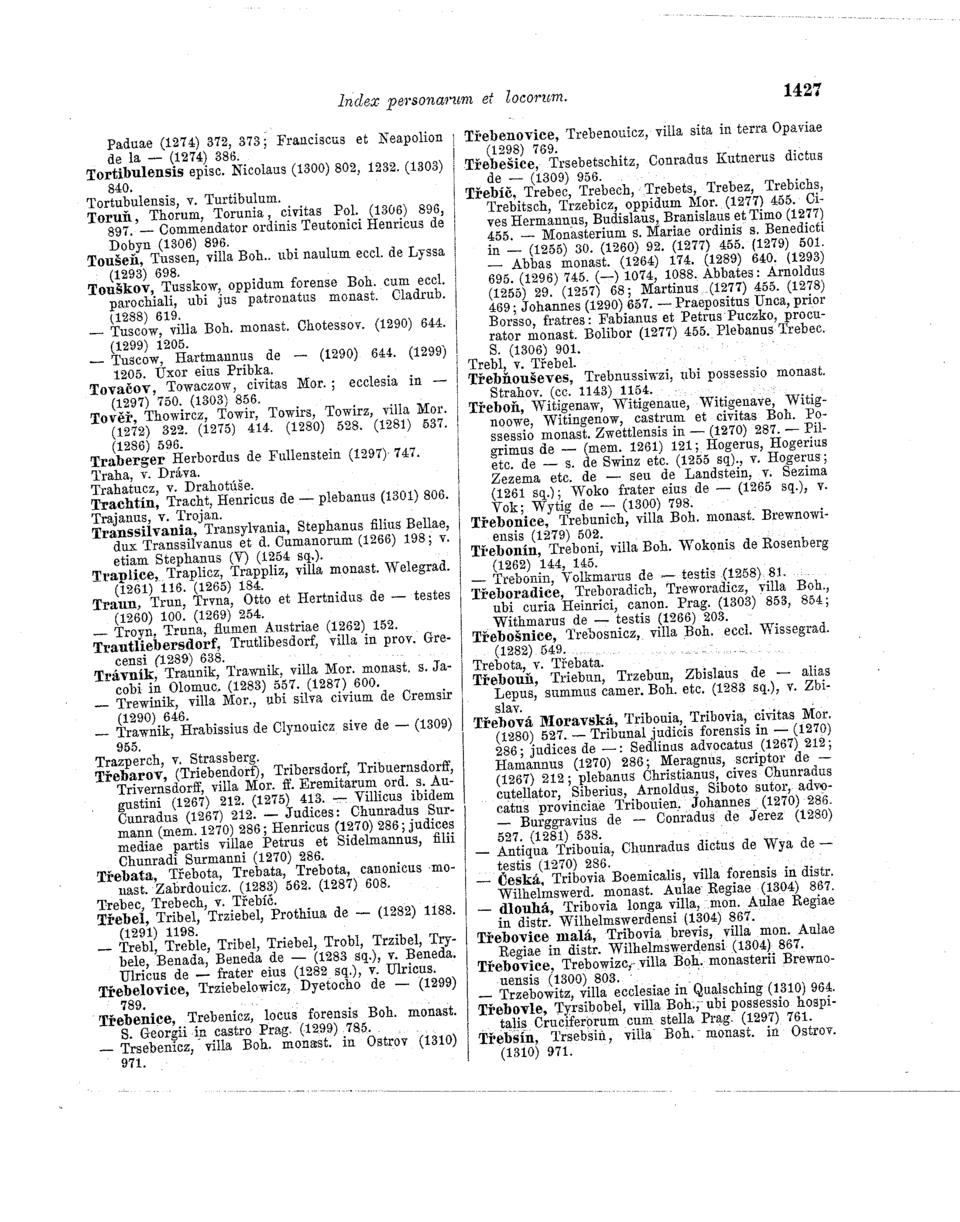 Index personarum et locorum.
1427
Paduae (1274) 372, 373; Franciscus et Neapolion
de la — (1274) 386.
Tortibulensis episc. Nicolaus (1300) 802, 1232. (1303)
840.
Tortubulensis, v. Turtibulum.
Toruň, Thorum, Torunia, civitas Pol. (1306) 896,
897. — Commendator ordinis Teutonici Henricus de
Dobyn (1306) 896.
Toušeň, Tussen, villa Boh.. ubi naulum eccl. de Lyssa
(1293) 698.
Touškov, Tusskow, oppidum forense Boh. cum eccl.
parochiali, ubi jus patronatus monast. Cladrub.
(1288) 619.
— Tuscow, villa Boh. monast. Chotessov. (1290) 644.
(1299) 1205.
— Tuscow, Hartmannus de — (1290) 644. (1299)
1205. Uxor eius Pribka.
Tovačov, Towaczow, civitas Mor.; ecclesia in —
(1297) 750. (1303) 856.
Tověř, Thowircz, Towir, Towirs, Towirz, villa Mor.
(1272) 322. (1275) 414. (1280) 528. (1281) 537.
(1286) 596.
Traberger Herbordus de Fullenstein (1297) 747.
Traha, v. Dráva.
Trahatucz, v. Drahotúše.
Trachtín, Tracht, Henricus de — plebanus (1301) 806.
Trajanus, v. Trojan.
Transsilvania, Transylvania, Stephanus filius Bellae,
dux Transsilvanus et d. Cumanorum (1266) 198; v.
etiam Stephanus (V) (1254 sq.).
Traplice, Traplicz, Trappliz, villa monast. Welegrad.
(1261) 116. (1265) 184.
Traun, Trun, Trvna, Otto et Hertnidus de — testes
(1260) 100. (1269) 254.
— Troyn, Truna, flumen Austriae (1262) 152.
Trautliebersdorf, Trutlibesdorf, villa in prov. Grecensi (1289) 638.
Trávník, Traunik, Trawnik, villa Mor. monast. s. Jacobi in Olomuc. (1283) 557. (1287) 600.
— Trewinik, villa Mor., ubi silva civium de Cremsir
(1290) 646.
— Trawnik, Hrabissius de Clynouicz sive de — (1309)
955.
Trazperch, v. Strassberg.
Třebařov, (Triebendorf), Tribersdorf, Tribuernsdorff,
Trivernsdorff, villa Mor. ff. Eremitarum ord. s. Augustini (1267) 212. (1275) 413. — Villicus ibidem
Cunradus (1267) 212. — Judices: Chunradus Surmann (mem. 1270) 286; Henricus (1270) 286; judices
mediae partis villae Petrus et Sidelmannus, filii
Chunradi Surmanni (1270) 286.
Třebata, Třebota, Trebata, Trebota, canonicus monast. Zabrdouicz. (1283) 562. (1287) 608.
Trebec, Trebech, v. Třebíč.
Třebel, Tribel, Trziebel, Prothiua de — (1282) 1188.
(1291) 1198.
— Trebl, Treble, Tribel, Triebel, Trobl, Trzibel, Trybele, Benada, Beneda de — (1283 sq.), v. Beneda.
Ulricus de — frater eius (1282 sq.), v. Ulricus.
Třebelovice, Trziebelowicz, Dyetocho de — (1299)
789.
Třebenice, Trebenicz, locus forensis Boh. monast.
S. Georgii in castro Prag. (1299) 785.
— Trsebenicz, villa Boh. monast. in Ostrov (1310)
971.
Třebenovice, Trebenouicz, villa sita in terra Opaviae
(1298) 769.
Třebešice, Trsebetschitz, Conradus Kutnerus dictus
de — (1309) 956.
Třebíč, Trebec, Trebech, Trebets, Trebez, Trebichs,
Trebitsch, Trzebicz, oppidum Mor. (1277) 455. Cives Hermannus, Budislaus, Branislaus et Timo (1277)
455. — Monasterium s. Mariae ordinis s. Benedicti
in — (1255) 30. (1260) 92. (1277) 455. (1279) 501.
— Abbas monast. (1264) 174. (1289) 640. (1293)
695. (1296) 745. (—) 1074, 1088. Abbates: Arnoldus
(1255) 29. (1257) 68; Martinus (1277) 455. (1278)
469; Johannes (1290) 657. — Praepositus Unca, prior
Borsso, fratres: Fabianus et Petrus Puczko, procurator monast. Bolibor (1277) 455. Plebanus Trebec.
S. (1306) 901.
Trebl, v. Třebel.
Třebňouševes, Trebnussiwzi, ubi possessio monast.
Strahov. (cc. 1143) 1154.
Třeboň, Witigenaw, Witigenaue, Witigenave, Witignoowe, Witingenow, castrum et civitas Boh. Possessio monast. Zwettlensis in — (1270) 287. — Pilgrimus de — (mem. 1261) 121; Hogerus, Hogerius
etc. de — s. de Swinz etc. (1255 sq)., v. Hogerus;
Zezema etc. de — seu de Landstein, v. Sezima
(1261 sq.); Woko frater eius de — (1265 sq.), v.
Vok; Wytig de — (1300) 798.
Třebonice, Trebunich, villa Boh. monast. Brewnowiensis (1279) 502.
Třebonín, Treboni, villa Boh. Wokonis de Rosenberg
(1262) 144, 145.
— Trebonin, Volkmarus de — testis (1258) 81.
Třeboradice, Treboradich, Treworadicz, villa Boh.,
ubi curia Heinrici, canon. Prag. (1303) 853, 854;
Withmarus de — testis (1266) 203.
Třebošnice, Trebosnicz, villa Boh. eccl. Wissegrad.
(1282) 549.
Trebota, v. Třebata.
Třebouň, Triebun, Trzebun, Zbislaus de — alias
Lepus, summus camer. Boh. etc. (1283 sq.), v. Zbislav.
Třebová Moravská, Tribouia, Tribovia, civitas Mor.
(1280) 527. — Tribunal judicis forensis in — (1270)
286; judices de —: Sedlinus advocatus (1267) 212;
Hamannus (1270) 286; Meragnus, scriptor de —
(1267) 212; plebanus Christianus, cives Chunradus
cutellator, Siberius, Arnoldus, Siboto sutor, advocatus provinciae Tribouien. Johannes (1270) 286.
— Burggravius de — Conradus de Jerez (1280)
527. (1281) 538.
— Antiqua Tribouia, Chunradus dictus de Wya de —
testis (1270) 286.
— Česká, Tribovia Boemicalis, villa forensis in distr.
Wilhelmswerd. monast. Aulae Regiae (1304) 867.
— dlouhá, Tribovia longa villa, mon. Aulae Regiae
in distr. Wilhelmswerdensi (1304) 867.
Třebovice malá, Tribovia brevis, villa mon. Aulae
Regiae in distr. Wilhelmswerdensi (1304) 867.
Třebovice, Trebowizc, villa Boh. monasterii Brewnouensis (1300) 803.
— Trzebowitz, villa ecclesiae in Qualsching (1310) 964.
Třebovle, Tyrsibobel, villa Boh., ubi possessio hospitalis Cruciferorum cum stella Prag. (1297) 761.
Třebsín, Trsebsin, villa Boh. monast. in Ostrov.
(1310) 971.